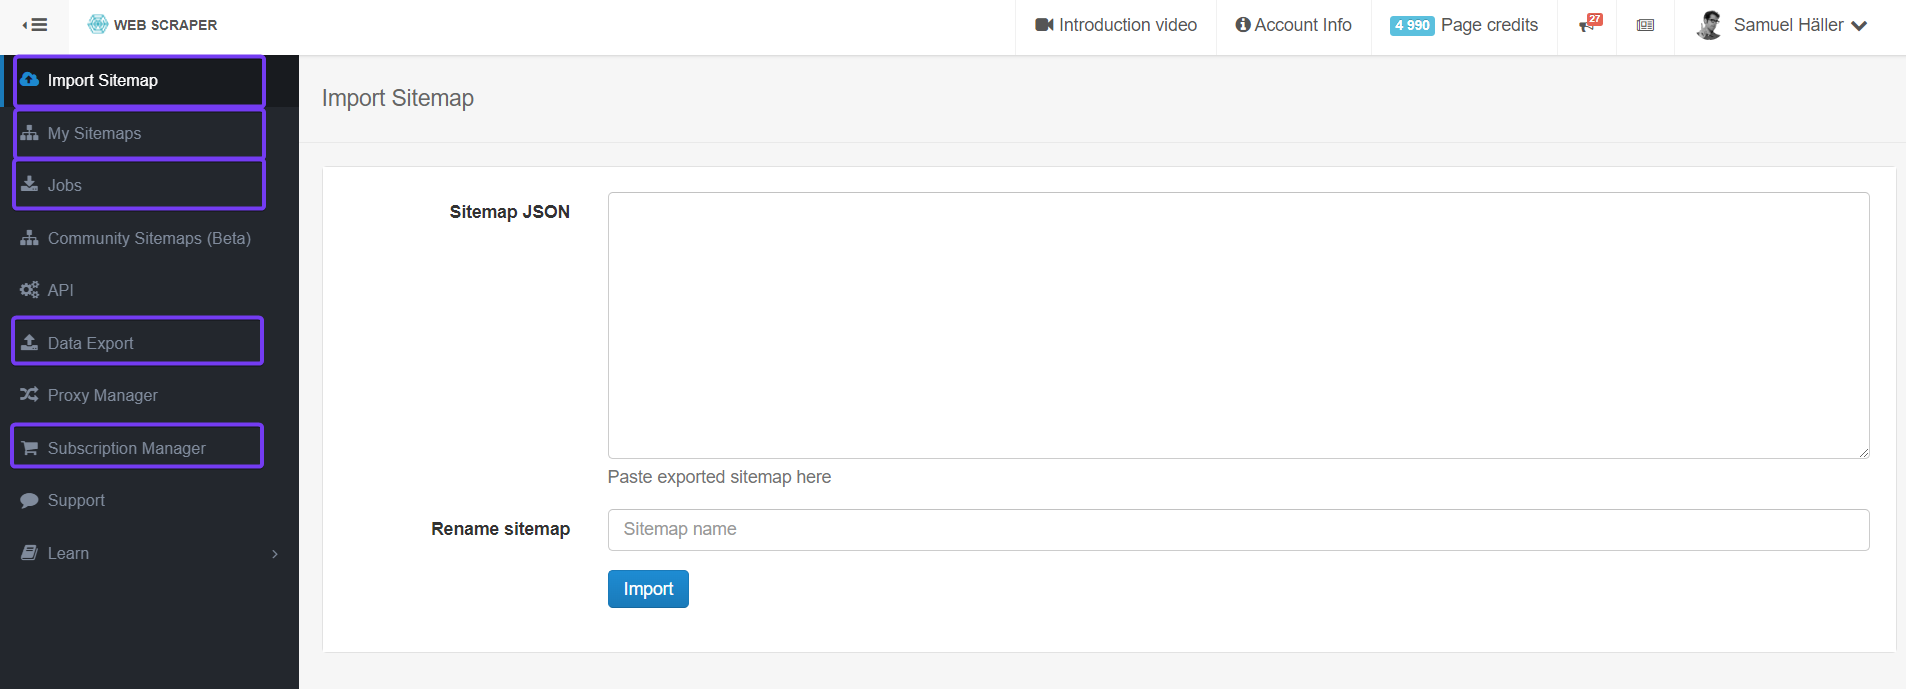 WEB SCRAPER
Introduction video
Account Info
4 990 Page credits
27
Samuel Häller
Import Sitemap
My Sitemaps
Jobs
Community Sitemaps (Beta)
API
Data Export
Proxy Manager
Subscription Manager
Support
Learn
Import Sitemap
Sitemap JSON
Paste exported sitemap here
Rename sitemap
Sitemap name
Import